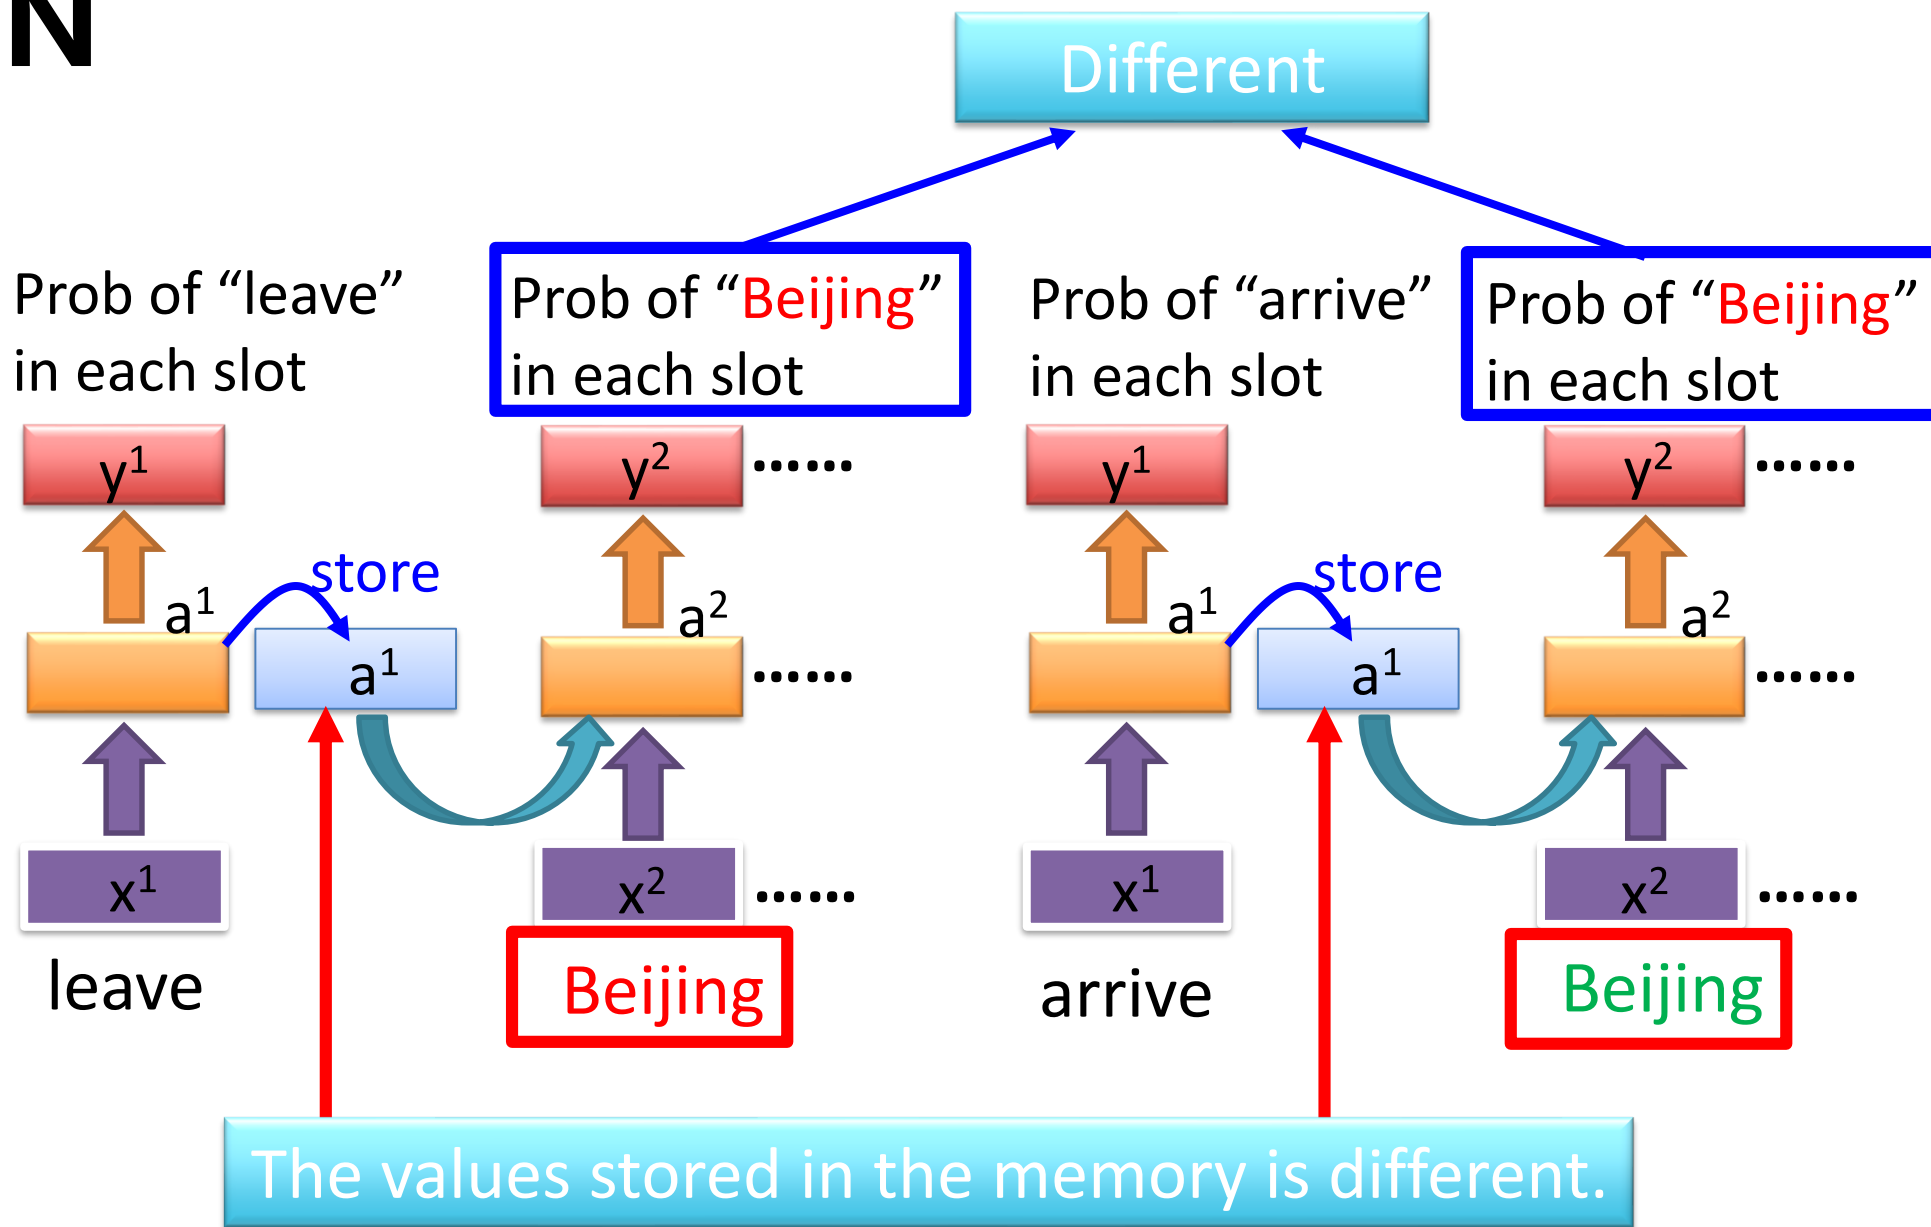 N
Different
Prob of “leave”
in each slot
Prob of “Beijing”
in each slot
Prob of “arrive”
in each slot
Prob of “Beijing”
in each slot
y¹
y²
......
y¹
y²
......
store
store
a¹
a¹
a²
......
a¹
a¹
a²
......
x¹
x²
......
x¹
x²
......
leave
Beijing
arrive
Beijing
The values stored in the memory is different.